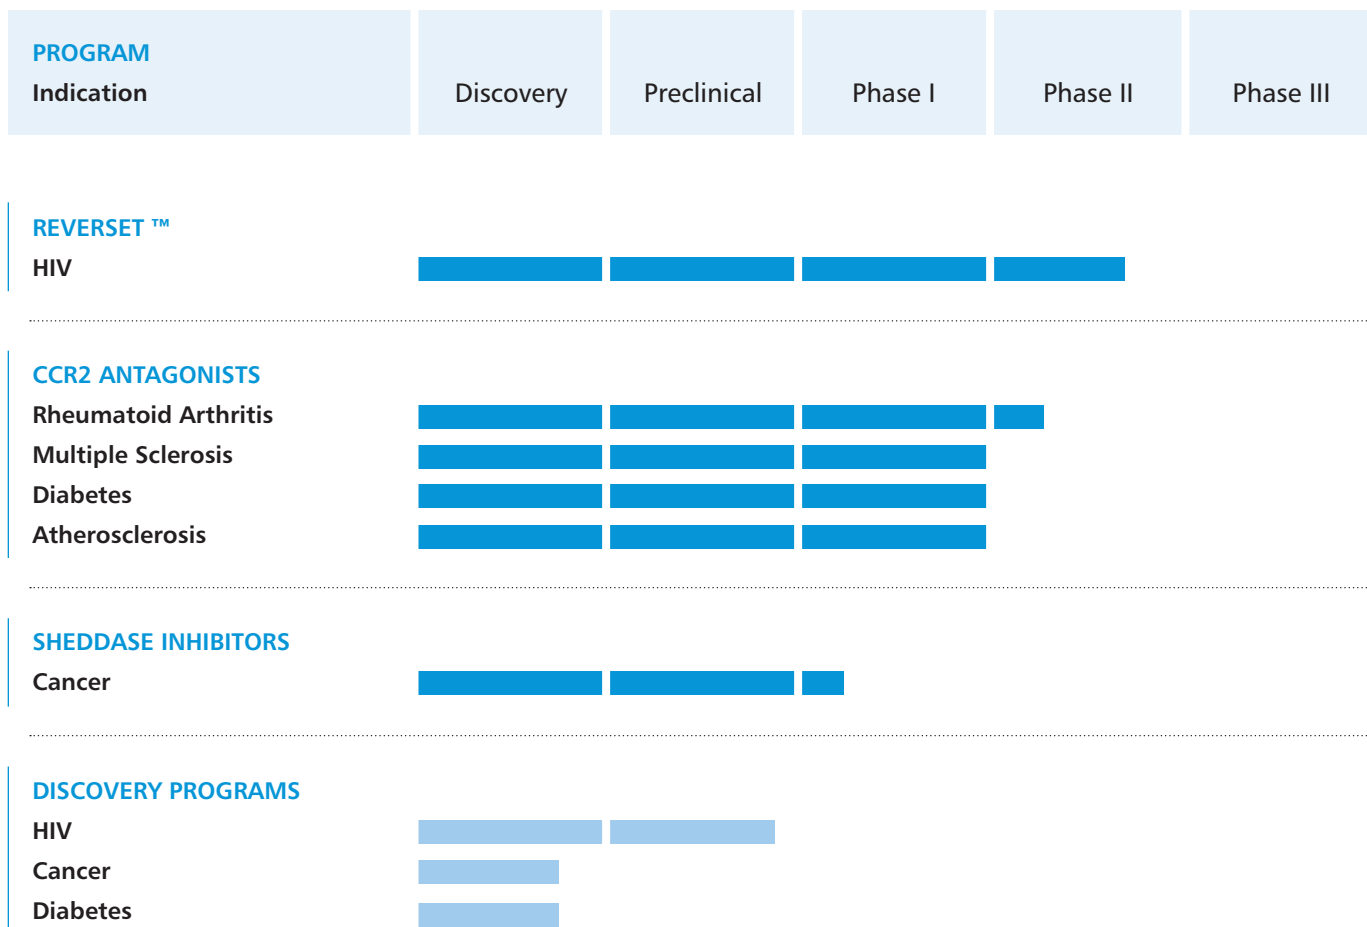 PROGRAM
Indication Discovery Preclinical Phase I Phase II Phase III
REVERSET ™
HIV
CCR2 ANTAGONISTS
Rheumatoid Arthritis
Multiple Sclerosis
Diabetes
Atherosclerosis
SHEDDASE INHIBITORS
Cancer
DISCOVERY PROGRAMS
HIV
Cancer
Diabetes